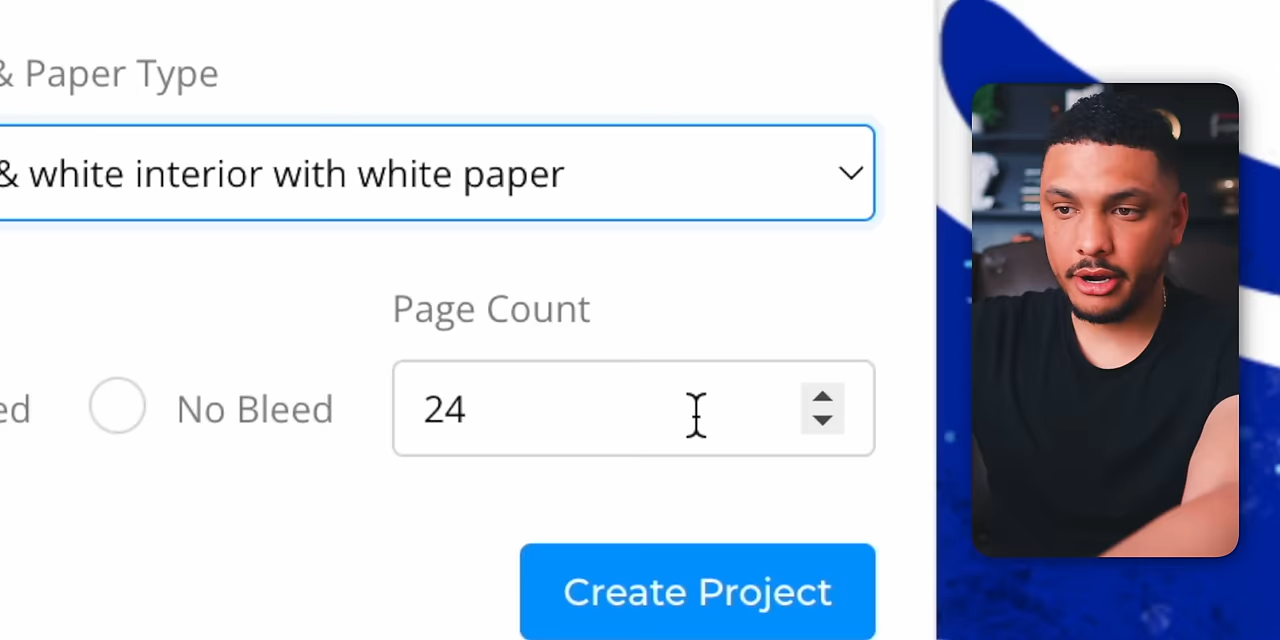 & Paper Type
& white interior with white paper
Page Count
ed
No Bleed
24
Create Project